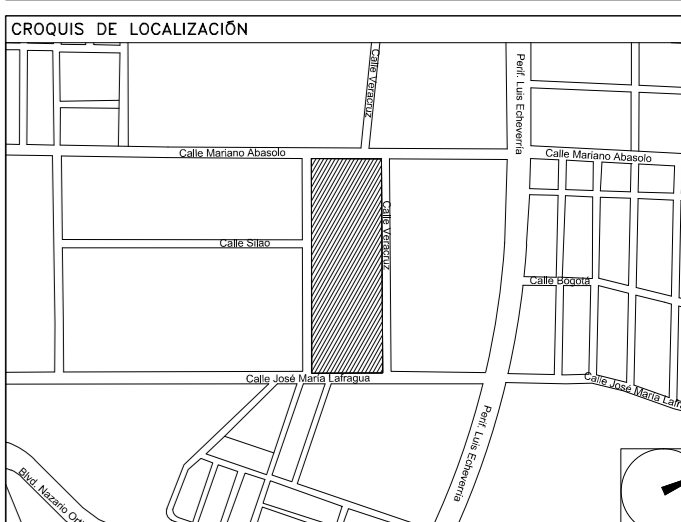 CROQUIS DE LOCALIZACIÓN
Calle Veracruz
Perif. Luis Echeverría
Calle Mariano Abasolo
Calle Mariano Abasolo
Calle Veracruz
Calle Silao
Calle Bogotá
Calle José María Lafragua
Calle José María
Perif. Luis Echeverría
Blvd. Nazario